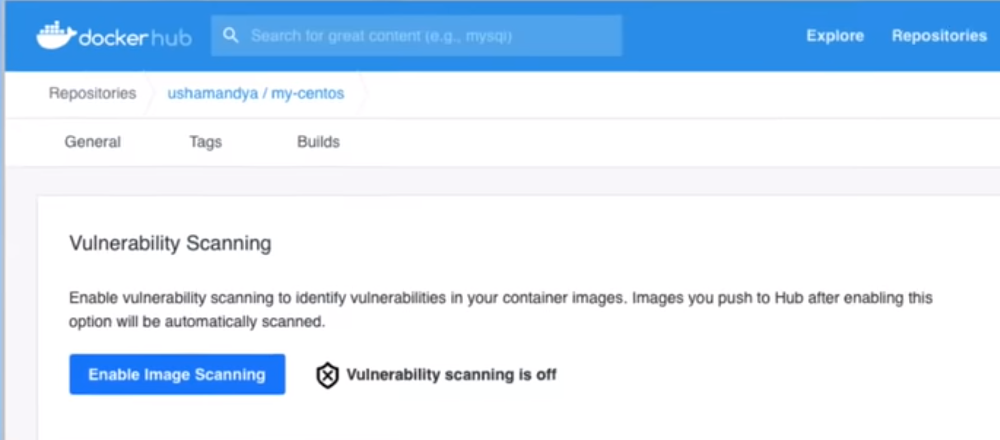 docker hub
Search for great content (e.g., mysql)
Explore
Repositories
Repositories
ushamandya / my-centos
General
Tags
Builds
Vulnerability Scanning
Enable vulnerability scanning to identify vulnerabilities in your container images. Images you push to Hub after enabling this
option will be automatically scanned.
Enable Image Scanning
Vulnerability scanning is off